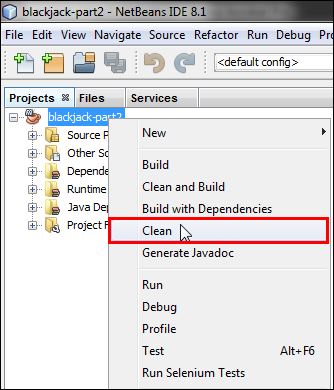 blackjack-part2 - NetBeans IDE 8.1
File Edit View Navigate Source Refactor Run Debug
<default config>
Projects Files Services
blackjack-part2
Source P
Other So
Depende
Runtime
Java Dep
Project F
New
Build
Clean and Build
Build with Dependencies
Clean
Generate Javadoc
Run
Debug
Profile
Test Alt+F6
Run Selenium Tests